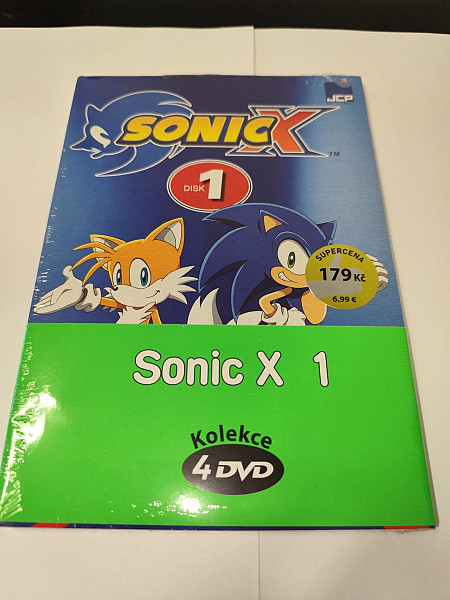 JCP
SONIC X
TM
DISK 1
SUPERCENA
179 Kč
6.99 €
Sonic X 1
Kolekce
4 DVD